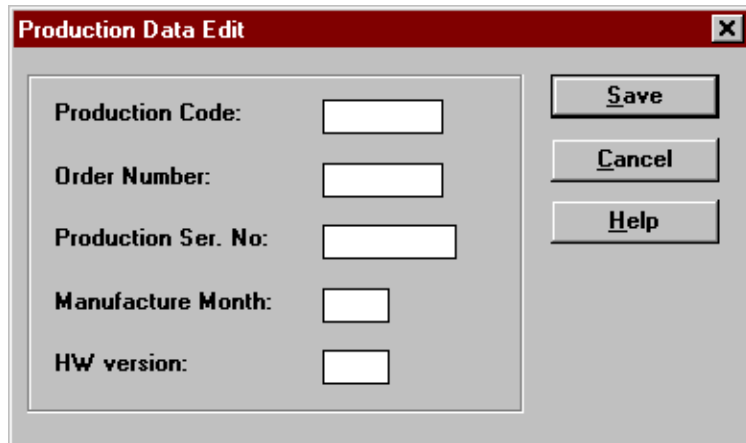 Production Data Edit
Production Code:
Order Number:
Production Ser. No:
Manufacture Month:
HW version:
Save
Cancel
Help